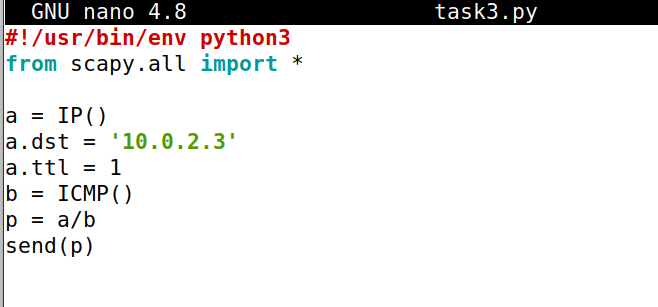 GNU nano 4.8 task3.py
#!/usr/bin/env python3
from scapy.all import *
a = IP()
a.dst = '10.0.2.3'
a.ttl = 1
b = ICMP()
p = a/b
send(p)